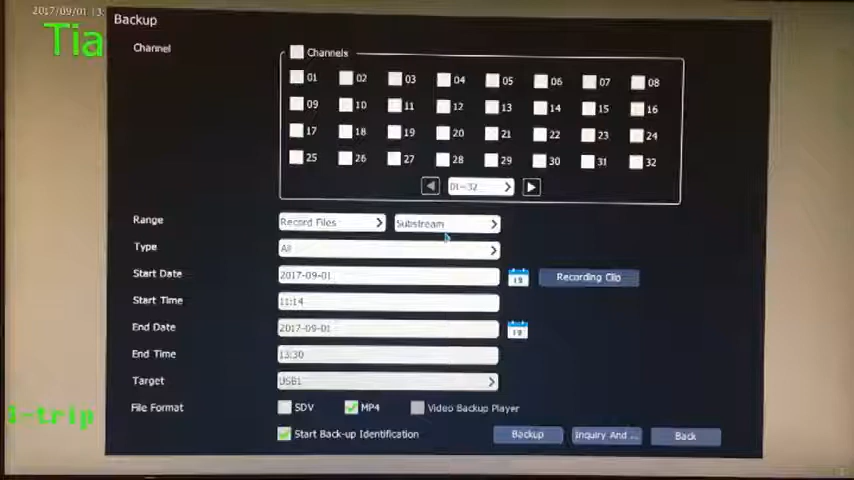 2017/09/01 13:
Backup
Tia
Channel
Channels
01 02 03 04 05 06 07 08
09 10 11 12 13 14 15 16
17 18 19 20 21 22 23 24
25 26 27 28 29 30 31 32
01-32
Range
Record Files
Substream
Type
All
Start Date
2017-09-01
Recording Clip
Start Time
11:14
End Date
2017-09-01
End Time
13:30
Target
USB1
File Format
SDV
MP4
Video Backup Player
i-trip
Start Back-up Identification
Backup
Inquiry And ...
Back